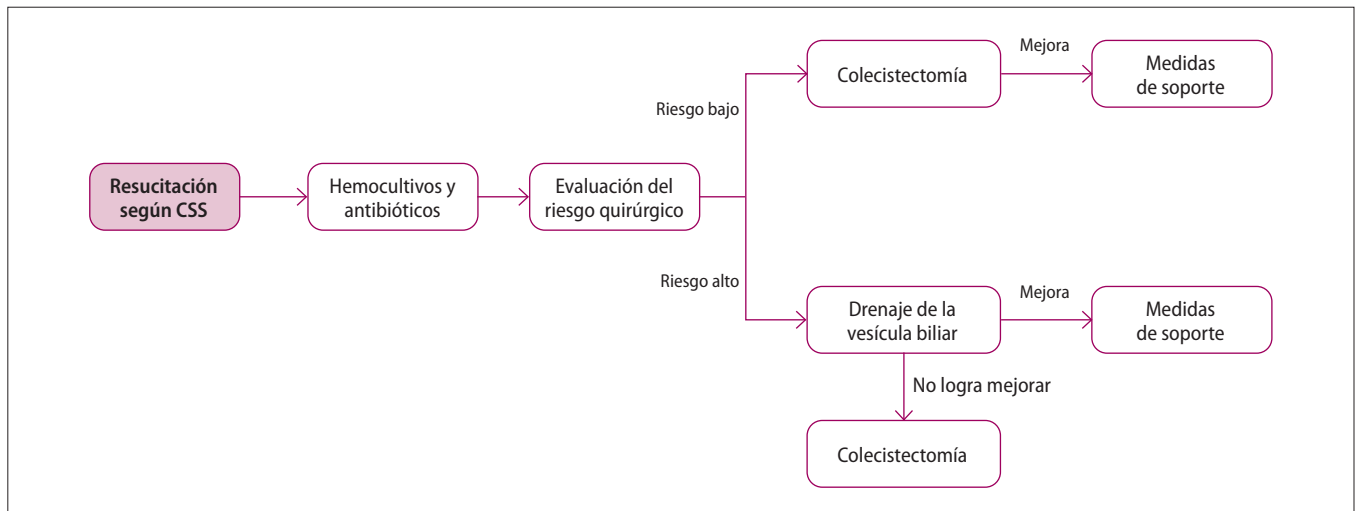 Resucitación
según CSS
Hemocultivos y
antibióticos
Evaluación del
riesgo quirúrgico
Riesgo bajo
Colecistectomía
Mejora
Medidas
de soporte
Riesgo alto
Drenaje de la
vesícula biliar
Mejora
Medidas
de soporte
No logra mejorar
Colecistectomía